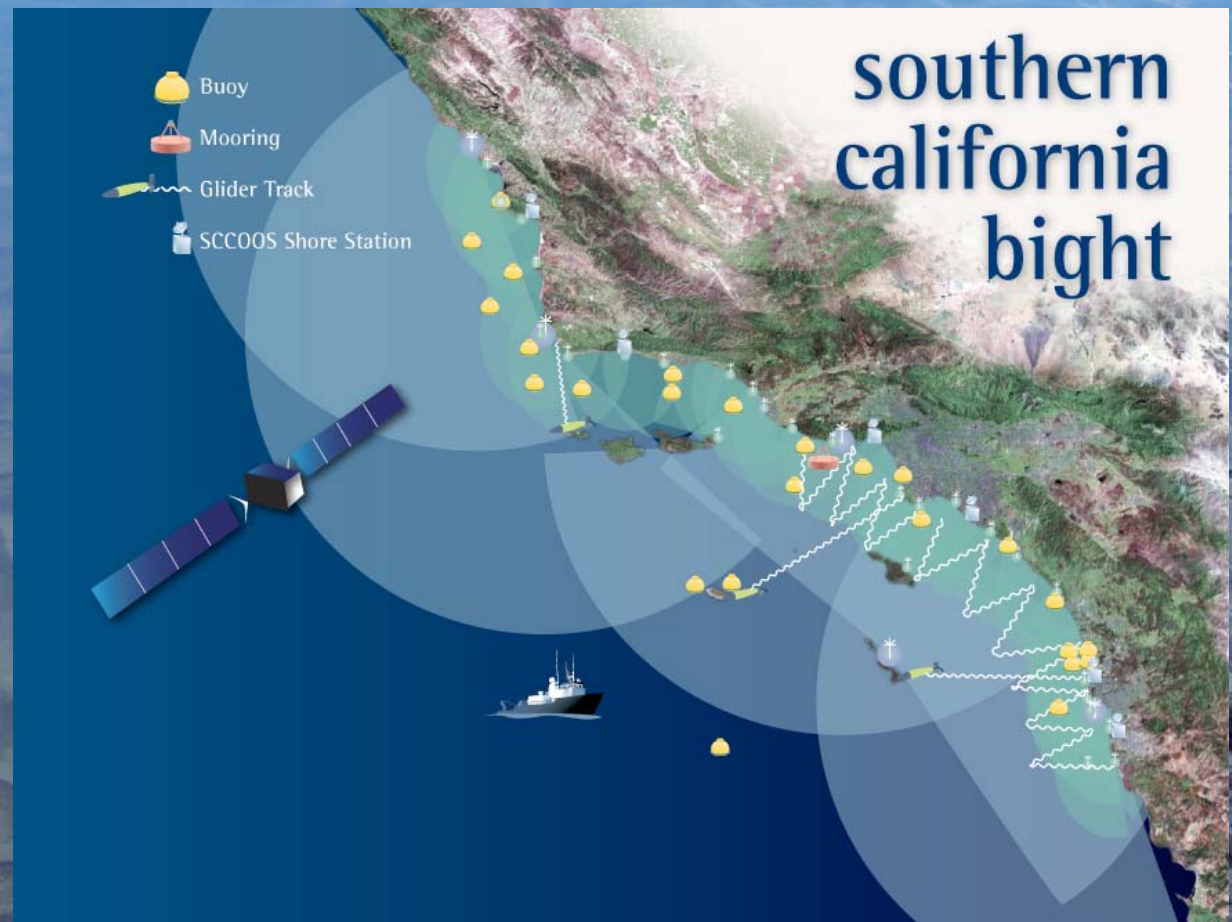 southern
california
bight
Buoy
Mooring
Glider Track
SCCOOS Shore Station